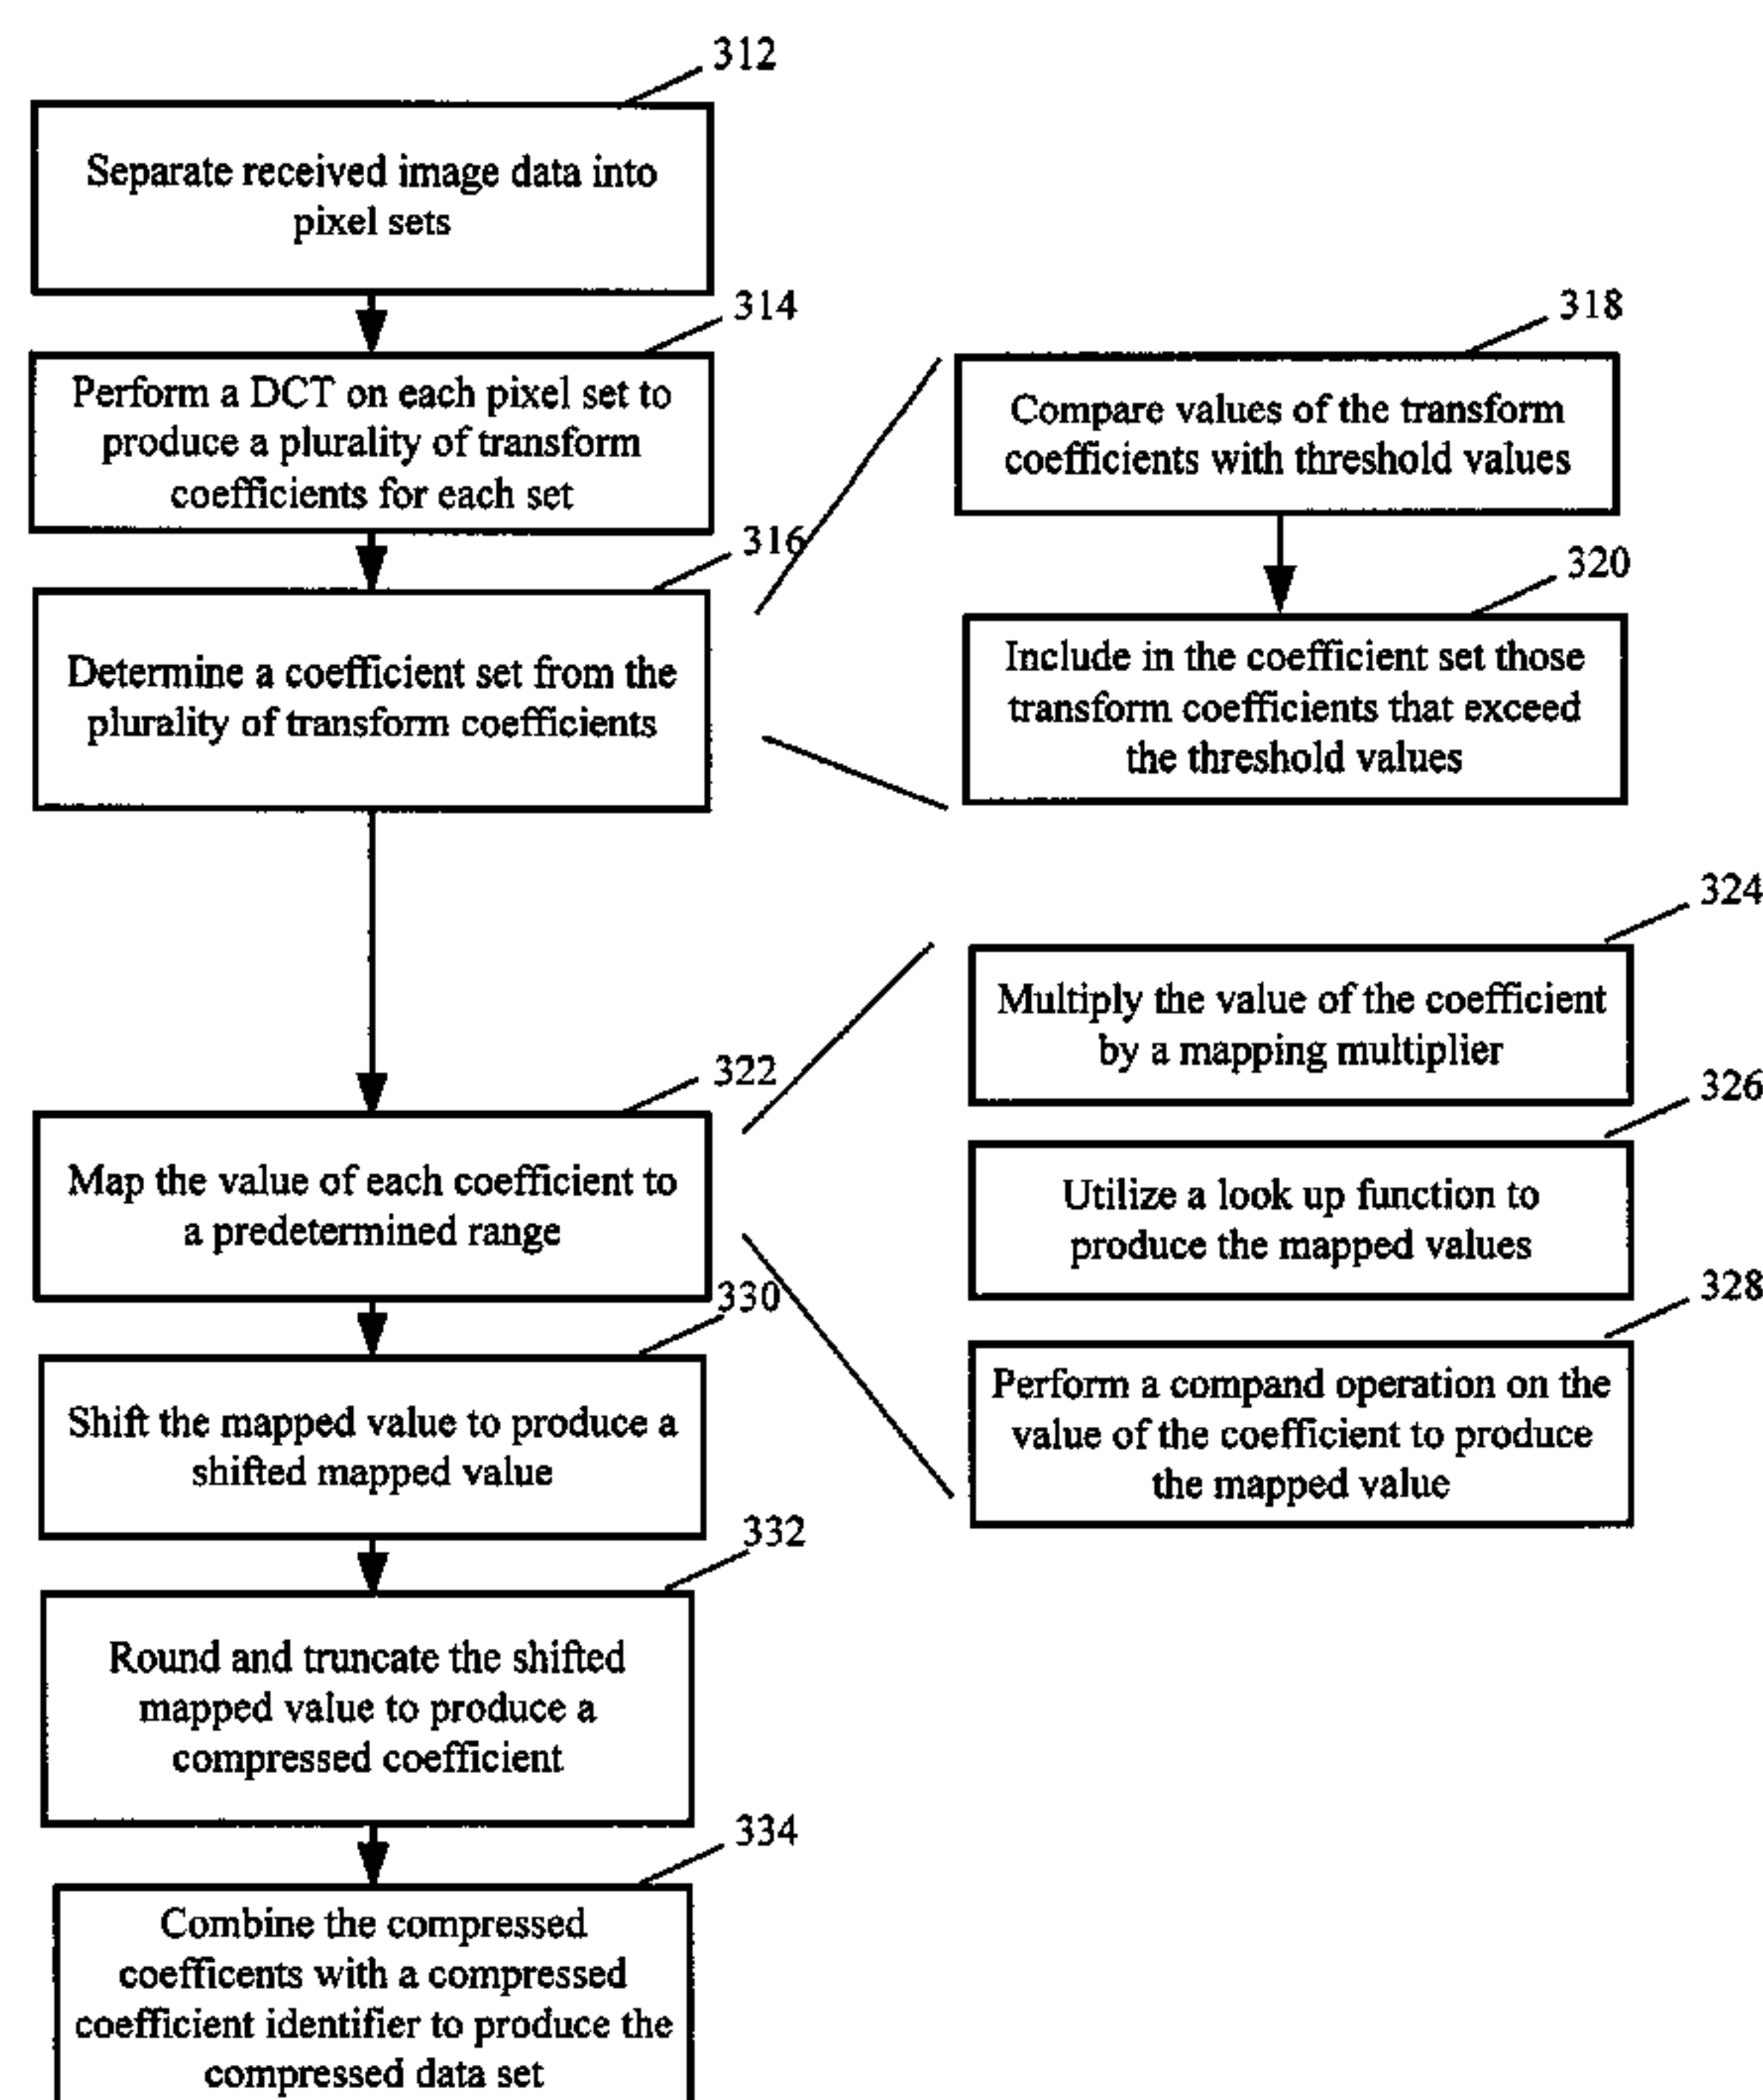 312
Separate received image data into
pixel sets
314
Perform a DCT on each pixel set to
produce a plurality of transform
coefficients for each set
316
Determine a coefficient set from the
plurality of transform coefficients
318
Compare values of the transform
coefficients with threshold values
320
Include in the coefficient set those
transform coefficients that exceed
the threshold values
322
Map the value of each coefficient to
a predetermined range
324
Multiply the value of the coefficient
by a mapping multiplier
326
Utilize a look up function to
produce the mapped values
328
Perform a compand operation on the
value of the coefficient to produce
the mapped value
330
Shift the mapped value to produce a
shifted mapped value
332
Round and truncate the shifted
mapped value to produce a
compressed coefficient
334
Combine the compressed
coefficents with a compressed
coefficient identifier to produce the
compressed data set